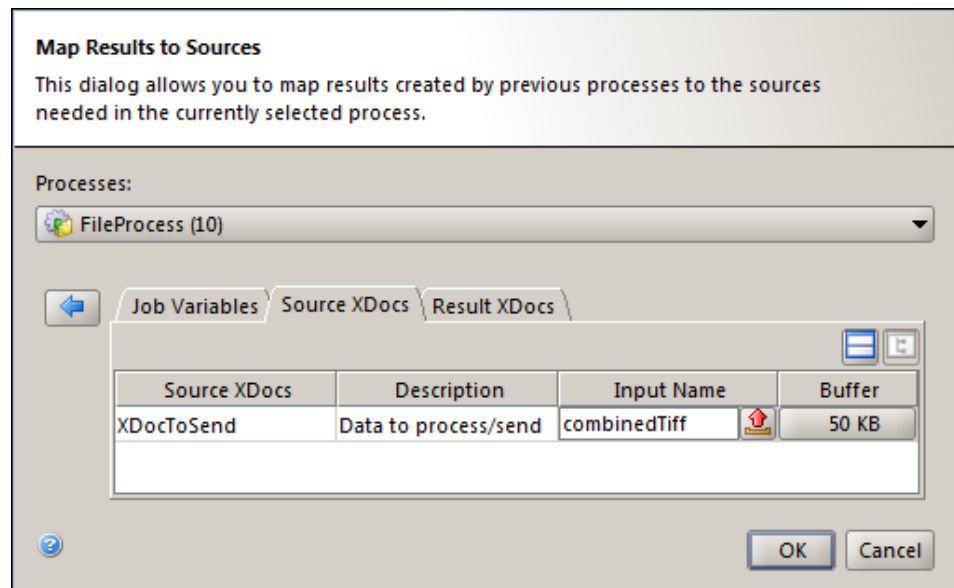 Map Results to Sources
This dialog allows you to map results created by previous processes to the sources
needed in the currently selected process.
Processes:
FileProcess (10)
Job Variables Source XDocs Result XDocs
Source XDocs Description Input Name Buffer
XDocToSend Data to process/send combinedTiff 50 KB
OK Cancel